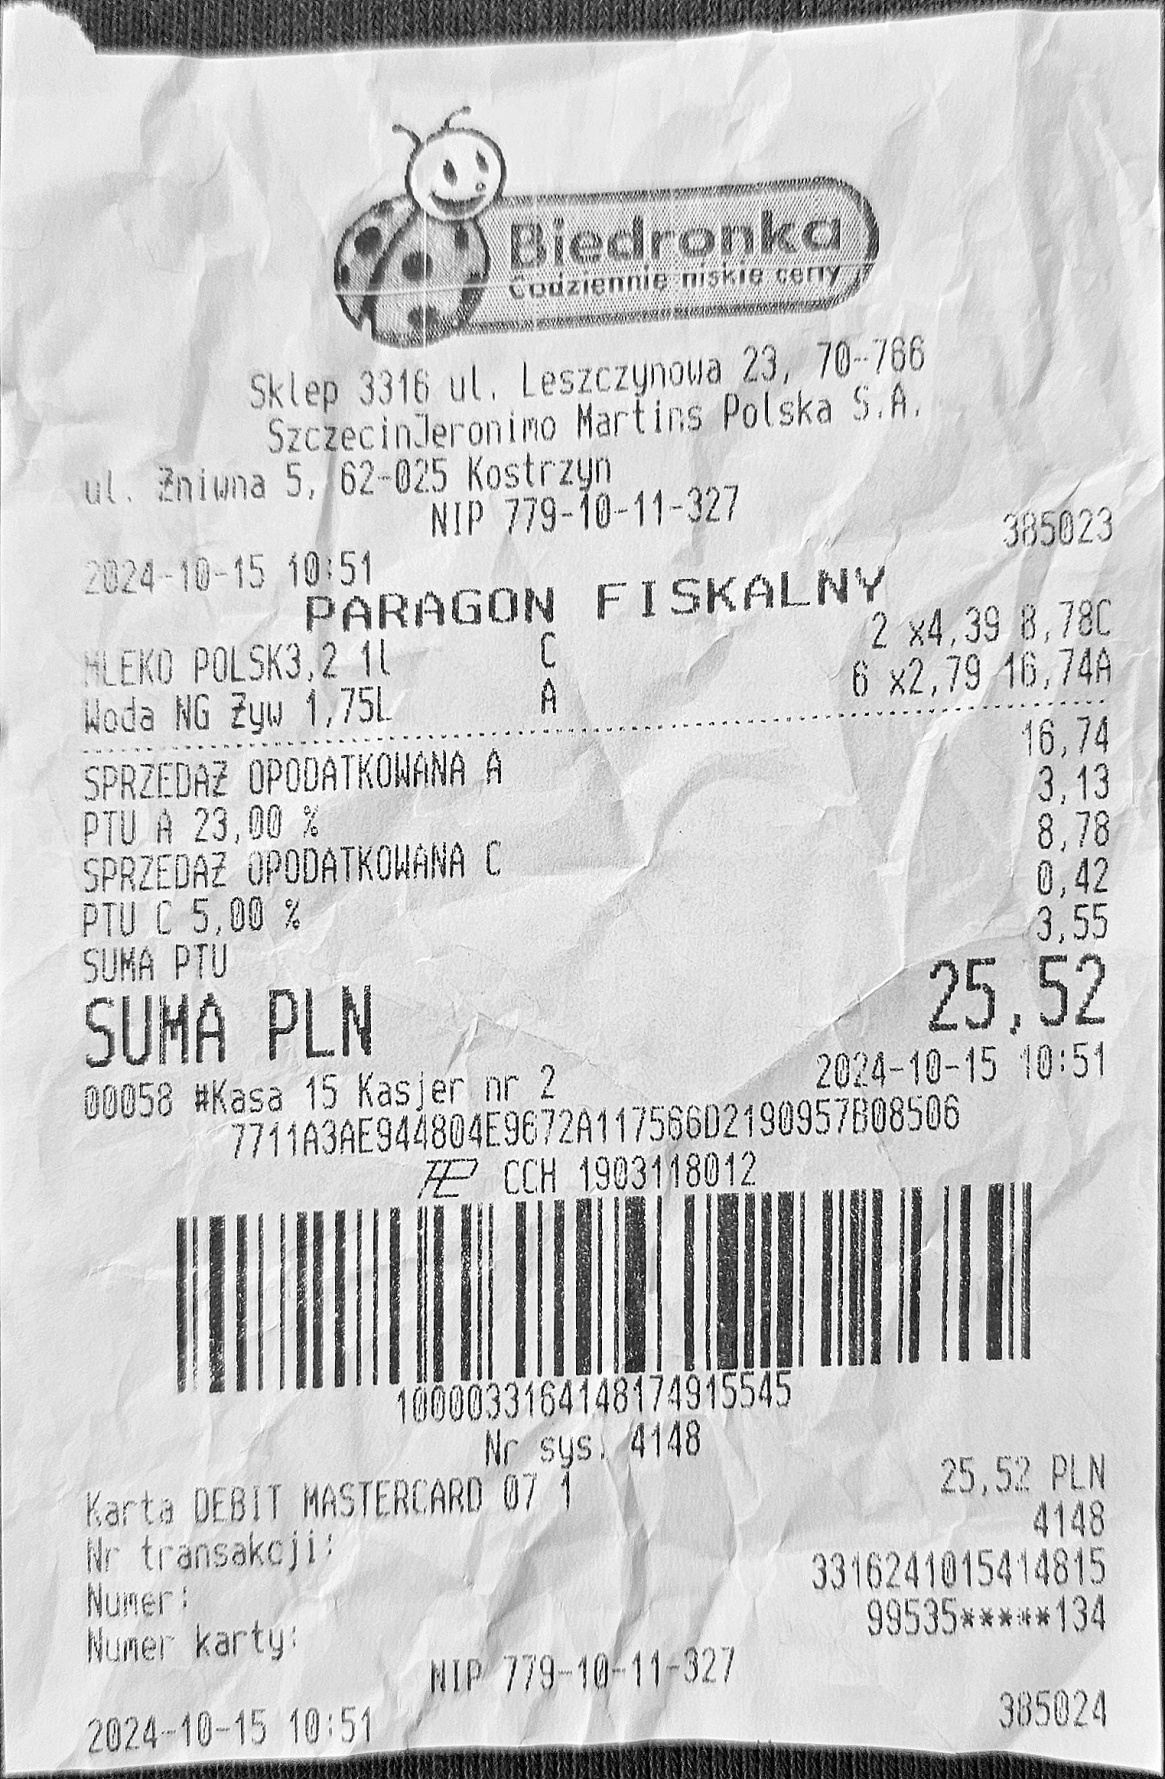 Biedronka
Codziennie niskie ceny
Sklep 3316 ul. Leszczynowa 23, 70-766
SzczecinJeronimo Martins Polska S.A.
ul. Żniwna 5, 62-025 Kostrzyn
NIP 779-10-11-327
2024-10-15 10:51 385023
PARAGON FISKALNY
MLEKO POLSK3,2 1l C 2 x4,39 8,78C
Woda NG Żyw 1,75L A 6 x2,79 16,74A
SPRZEDAŻ OPODATKOWANA A 16,74
PTU A 23,00 % 3,13
SPRZEDAŻ OPODATKOWANA C 8,78
PTU C 5,00 % 0,42
SUMA PTU 3,55
SUMA PLN 25,52
00058 #Kasa 15 Kasjer nr 2 2024-10-15 10:51
7711A3AE944804E9672A117566D2190957B08506
CCH 1903118012
1000033164148174915545
Nr sys. 4148
Karta DEBIT MASTERCARD 07 1 25,52 PLN
Nr transakcji: 4148
Numer: 3316241015414815
Numer karty: 99535*****134
NIP 779-10-11-327
2024-10-15 10:51 385024